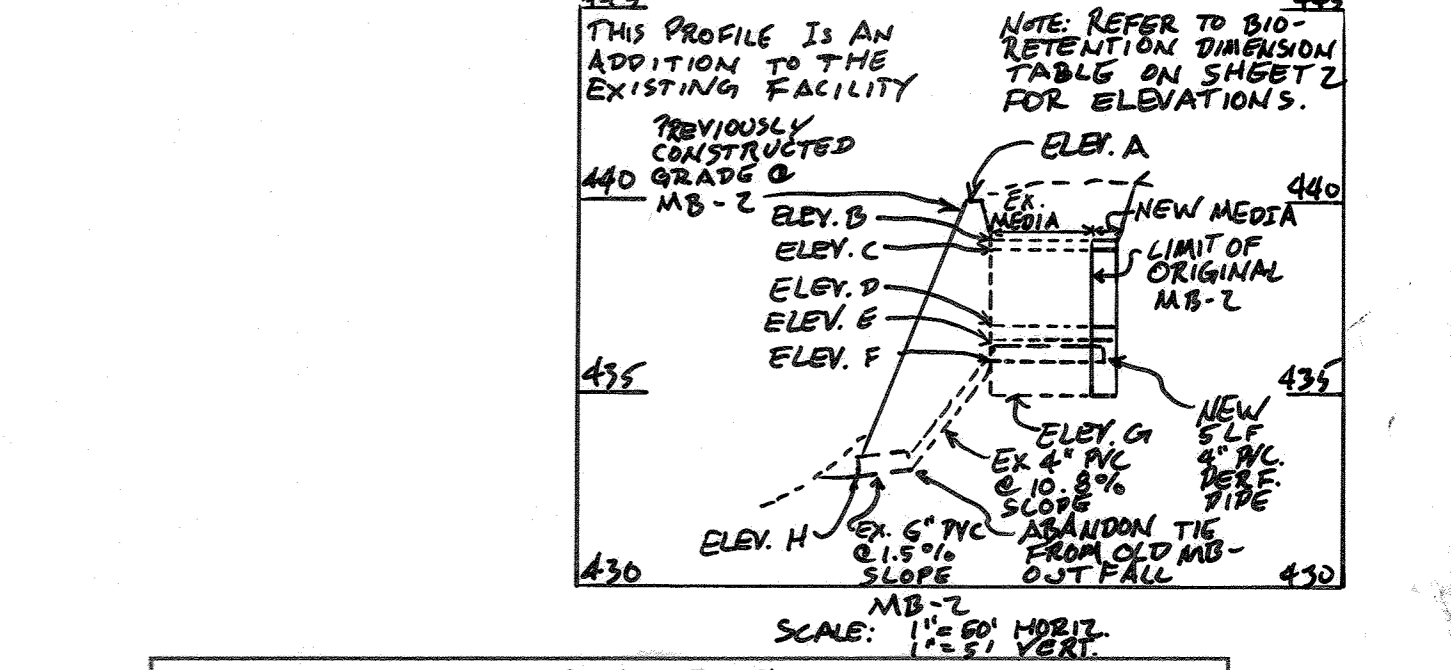 THIS PROFILE IS AN
ADDITION TO THE
EXISTING FACILITY
NOTE: REFER TO BIO-
RETENTION DIMENSION
TABLE ON SHEET 2
FOR ELEVATIONS.
PREVIOUSLY
CONSTRUCTED
GRADE @
MB-2
440
440
ELEV. A
ELEV. B
EX.
MEDIA
NEW MEDIA
ELEV. C
LIMIT OF
ORIGINAL
MB-2
ELEV. D
ELEV. E
ELEV. F
435
435
ELEV. G
NEW
5 LF
4" PVC.
PERF.
PIPE
EX 4" PVC
@ 10.8%
SLOPE
ELEV. H
EX. 6" PVC
@ 1.5%
SLOPE
ABANDON TIE
FROM OLD MB-
OUTFALL
430
430
MB-2
SCALE: 1"= 50' HORIZ.
1"= 5' VERT.